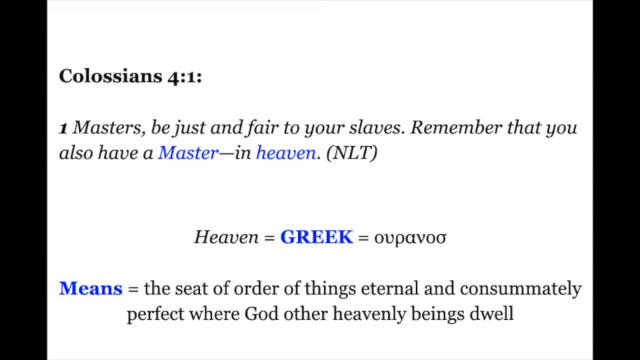 Colossians 4:1:
1 Masters, be just and fair to your slaves. Remember that you
also have a Master—in heaven. (NLT)
Heaven = GREEK = ουρανοσ
Means = the seat of order of things eternal and consummately
perfect where God other heavenly beings dwell